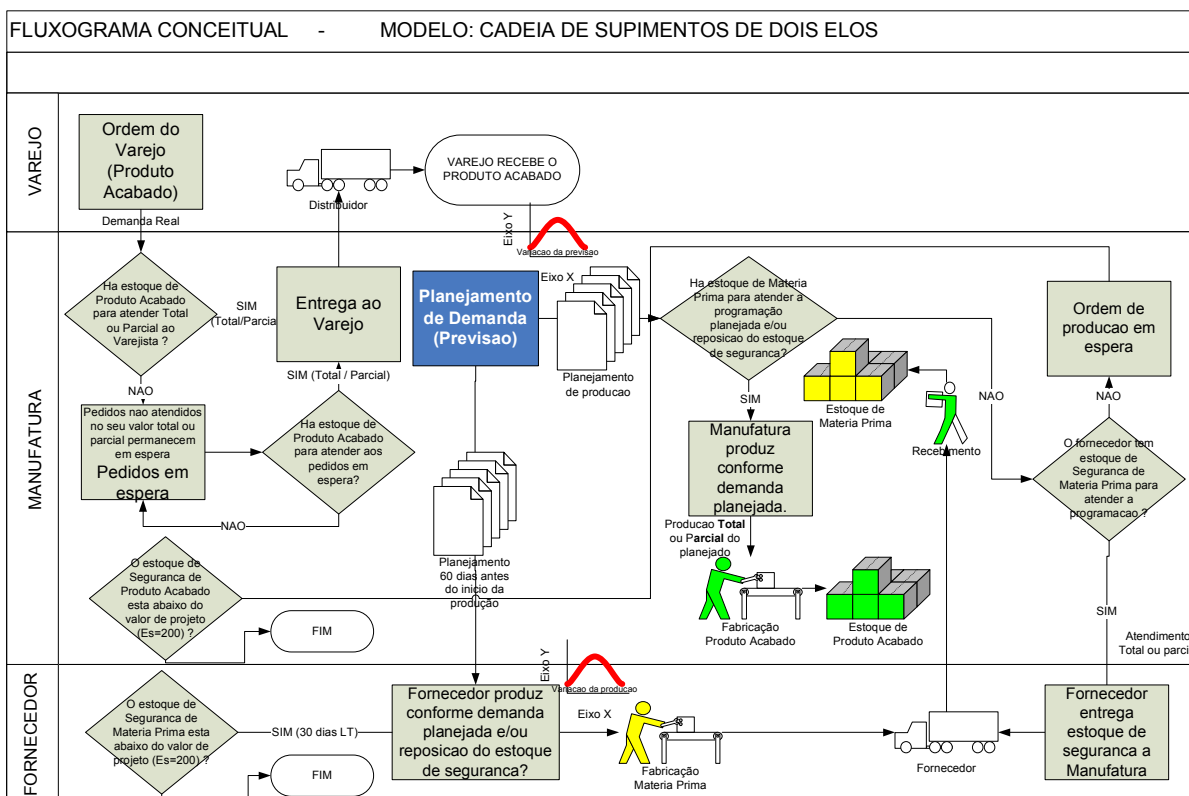 FLUXOGRAMA CONCEITUAL - MODELO: CADEIA DE SUPIMENTOS DE DOIS ELOS
VAREJO
Ordem do
Varejo
(Produto
Acabado)
Demanda Real
Distribuidor
VAREJO RECEBE O
PRODUTO ACABADO
Eixo Y
Variacao da previsao
Eixo X
MANUFATURA
Ha estoque de
Produto Acabado
para atender Total
ou Parcial ao
Varejista ?
SIM
(Total/Parcial
NAO
Entrega ao
Varejo
SIM (Total / Parcial)
Pedidos nao atendidos
no seu valor total ou
parcial permanecem
em espera
Pedidos em
espera
Ha estoque de
Produto Acabado
para atender aos
pedidos em
espera?
NAO
Planejamento
de Demanda
(Previsao)
Planejamento
de producao
Planejamento
60 dias antes
do inicio da
produção
Ha estoque de Materia
Prima para atender a
programação
planejada e/ou
reposicao do estoque
de seguranca?
SIM
NAO
Manufatura
produz
conforme
demanda
planejada.
Producao Total
ou Parcial do
planejado
Fabricação
Produto Acabado
Estoque de
Produto Acabado
Estoque de
Materia Prima
Recebimento
Ordem de
producao em
espera
NAO
O fornecedor tem
estoque de
Seguranca de
Materia Prima para
atender a
programacao ?
SIM
Atendimento
Total ou parci
O estoque de
Seguranca de
Produto Acabado
esta abaixo do
valor de projeto
(Es=200) ?
FIM
FORNECEDOR
O estoque de
Seguranca de
Materia Prima esta
abaixo do valor de
projeto (Es=200) ?
SIM (30 dias LT)
FIM
Fornecedor produz
conforme demanda
planejada e/ou
reposicao do estoque
de seguranca?
Eixo Y
Variacao da produçao
Eixo X
Fabricação
Materia Prima
Fornecedor
Fornecedor
entrega
estoque de
seguranca a
Manufatura